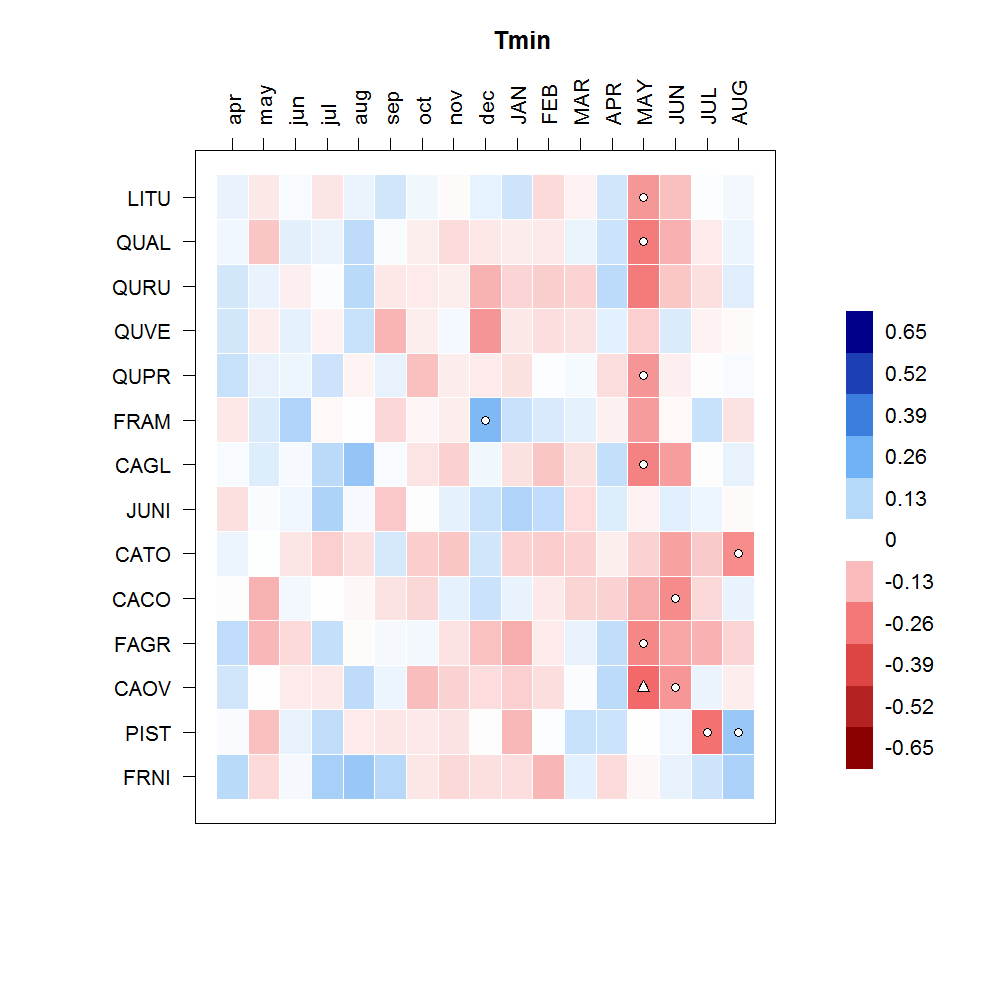 Tmin
apr may jun jul aug sep oct nov dec JAN FEB MAR APR MAY JUN JUL AUG
LITU
QUAL
QURU
QUVE
QUPR
FRAM
CAGL
JUNI
CATO
CACO
FAGR
CAOV
PIST
FRNI
0.65
0.52
0.39
0.26
0.13
0
-0.13
-0.26
-0.39
-0.52
-0.65